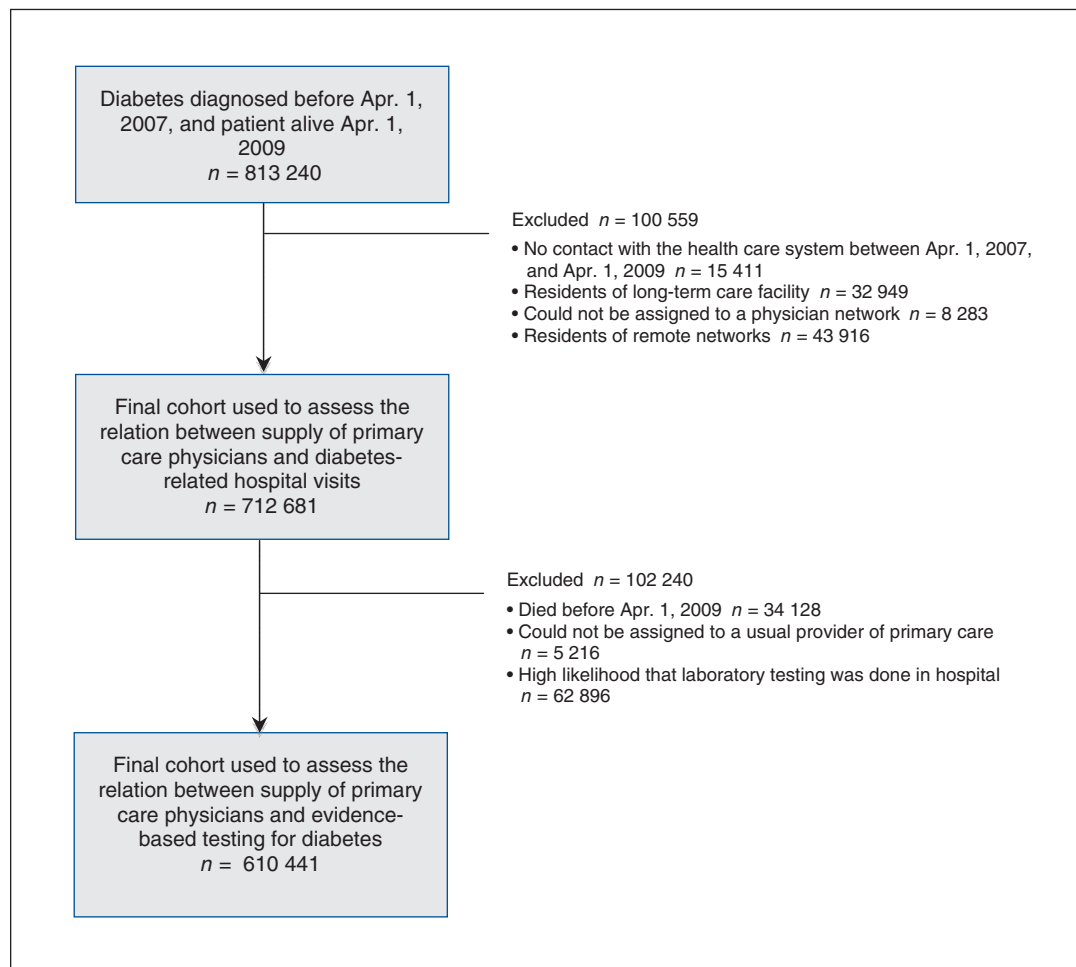 Diabetes diagnosed before Apr. 1,
2007, and patient alive Apr. 1,
2009
n = 813 240
Excluded n = 100 559
• No contact with the health care system between Apr. 1, 2007,
and Apr. 1, 2009 n = 15 411
• Residents of long-term care facility n = 32 949
• Could not be assigned to a physician network n = 8 283
• Residents of remote networks n = 43 916
Final cohort used to assess the
relation between supply of primary
care physicians and diabetes-
related hospital visits
n = 712 681
Excluded n = 102 240
• Died before Apr. 1, 2009 n = 34 128
• Could not be assigned to a usual provider of primary care
n = 5 216
• High likelihood that laboratory testing was done in hospital
n = 62 896
Final cohort used to assess the
relation between supply of primary
care physicians and evidence-
based testing for diabetes
n = 610 441